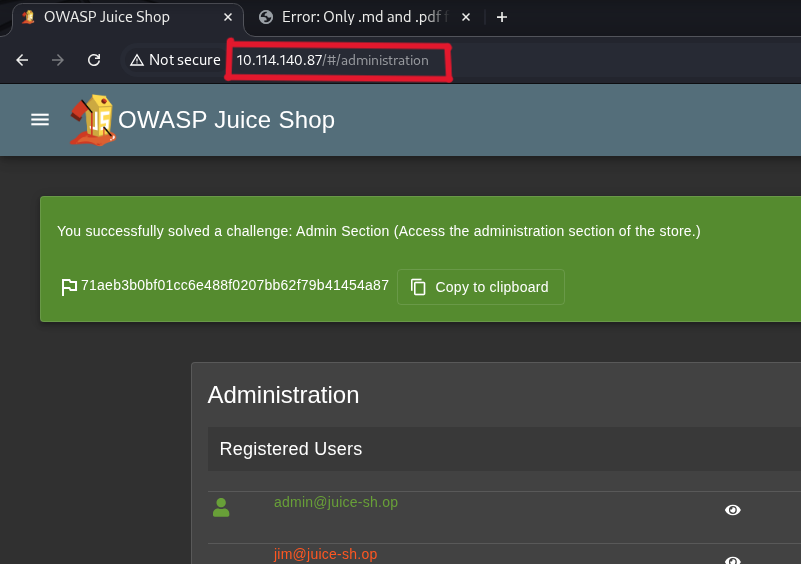 OWASP Juice Shop
Error: Only .md and .pdf f
Not secure 10.114.140.87/#/administration
OWASP Juice Shop
You successfully solved a challenge: Admin Section (Access the administration section of the store.)
71aeb3b0bf01cc6e488f0207bb62f79b41454a87 Copy to clipboard
Administration
Registered Users
admin@juice-sh.op
jim@juice-sh.op